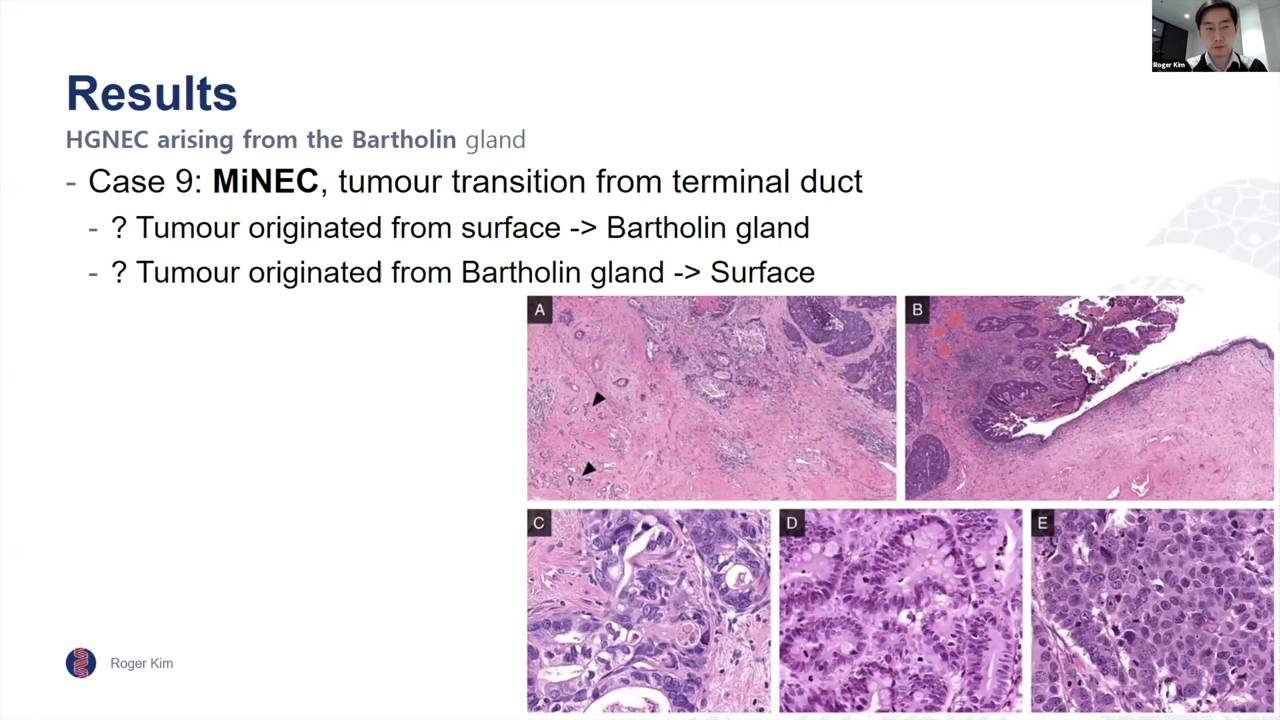 Roger Kim
Results
HGNEC arising from the Bartholin gland
- Case 9: MiNEC, tumour transition from terminal duct
- ? Tumour originated from surface -> Bartholin gland
- ? Tumour originated from Bartholin gland -> Surface
A
B
C
D
E
Roger Kim